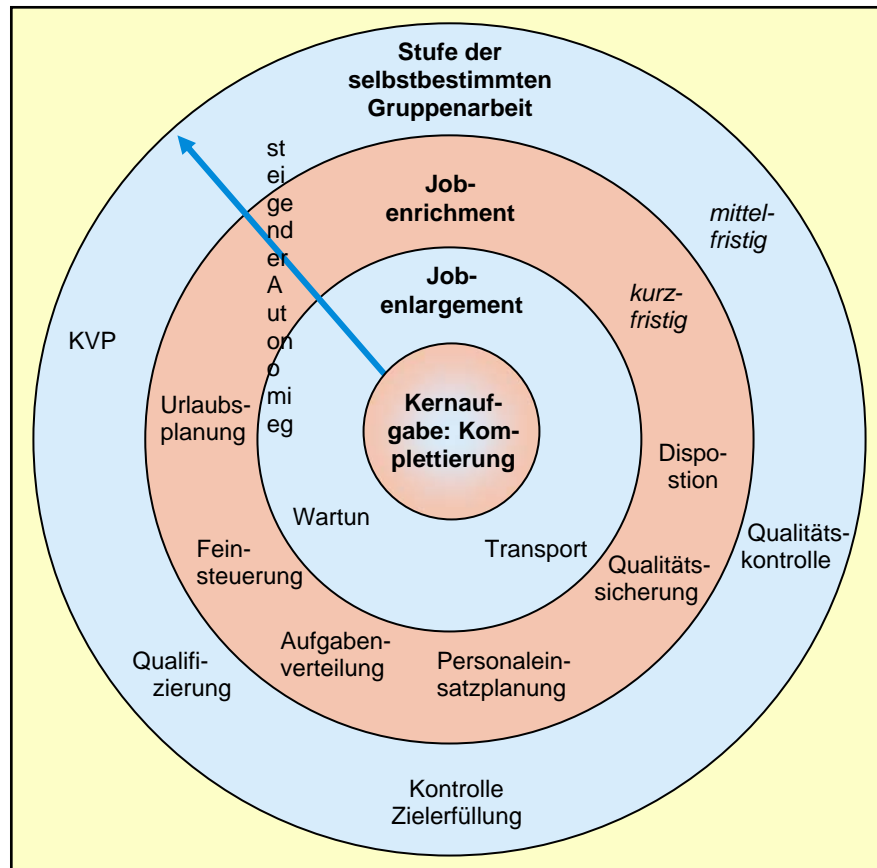 Stufe der
selbstbestimmten
Gruppenarbeit
st
ei
ge
nd
erA
ut
on
o
mi
eg
Job-
enrichment
mittel-
fristig
Job-
enlargement
kurz-
fristig
KVP
Urlaubs-
planung
Kernauf-
gabe: Kom-
plettierung
Dispo-
stion
Wartun
Transport
Qualitäts-
kontrolle
Fein-
steuerung
Qualitäts-
sicherung
Aufgaben-
verteilung
Personalein-
satzplanung
Qualifi-
zierung
Kontrolle
Zielerfüllung